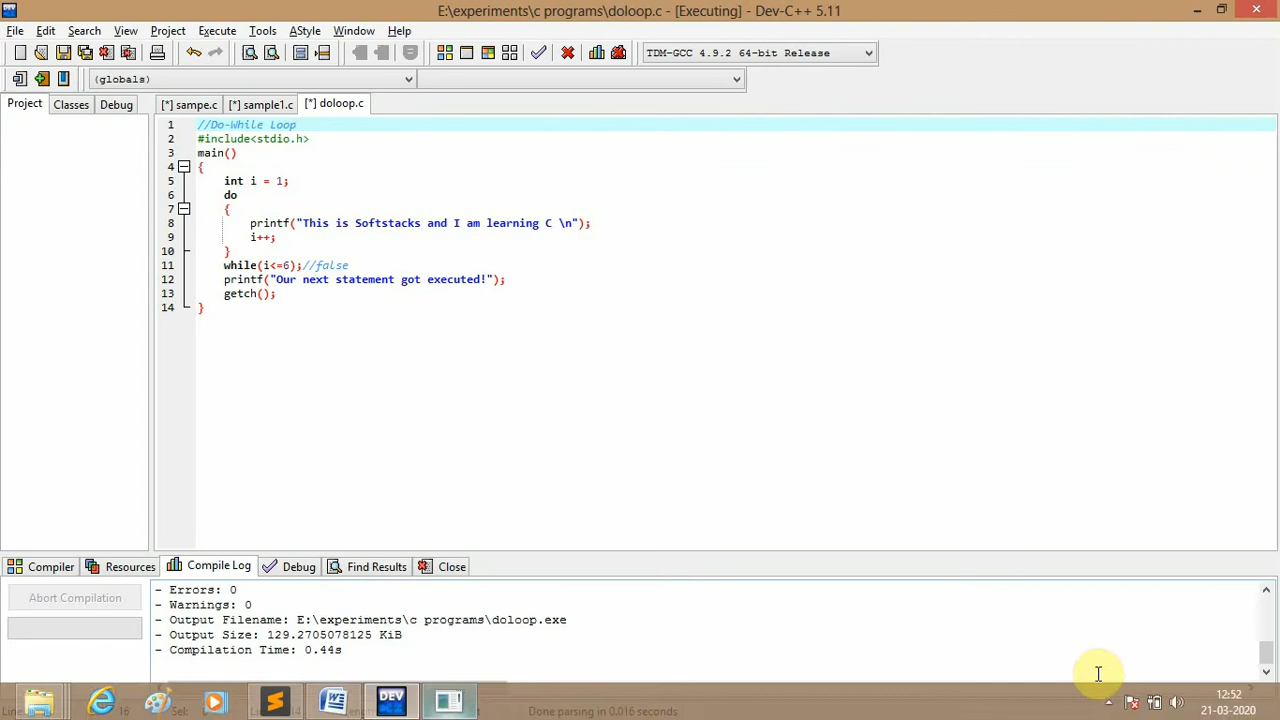 E:\experiments\c programs\doloop.c - [Executing] - Dev-C++ 5.11
File Edit Search View Project Execute Tools AStyle Window Help
TDM-GCC 4.9.2 64-bit Release
(globals)
Project Classes Debug [*] sampe.c [*] sample1.c [*] doloop.c
1 //Do-While Loop
2 #include<stdio.h>
3 main()
4 {
5 int i = 1;
6 do
7 {
8 printf("This is Softstacks and I am learning C \n");
9 i++;
10 }
11 while(i<=6);//false
12 printf("Our next statement got executed!");
13 getch();
14 }
Compiler Resources Compile Log Debug Find Results Close
Abort Compilation
- Errors: 0
- Warnings: 0
- Output Filename: E:\experiments\c programs\doloop.exe
- Output Size: 129.2705078125 KiB
- Compilation Time: 0.44s
DEV
12:52
16 Sel: Done parsing in 0.016 seconds
21-03-2020